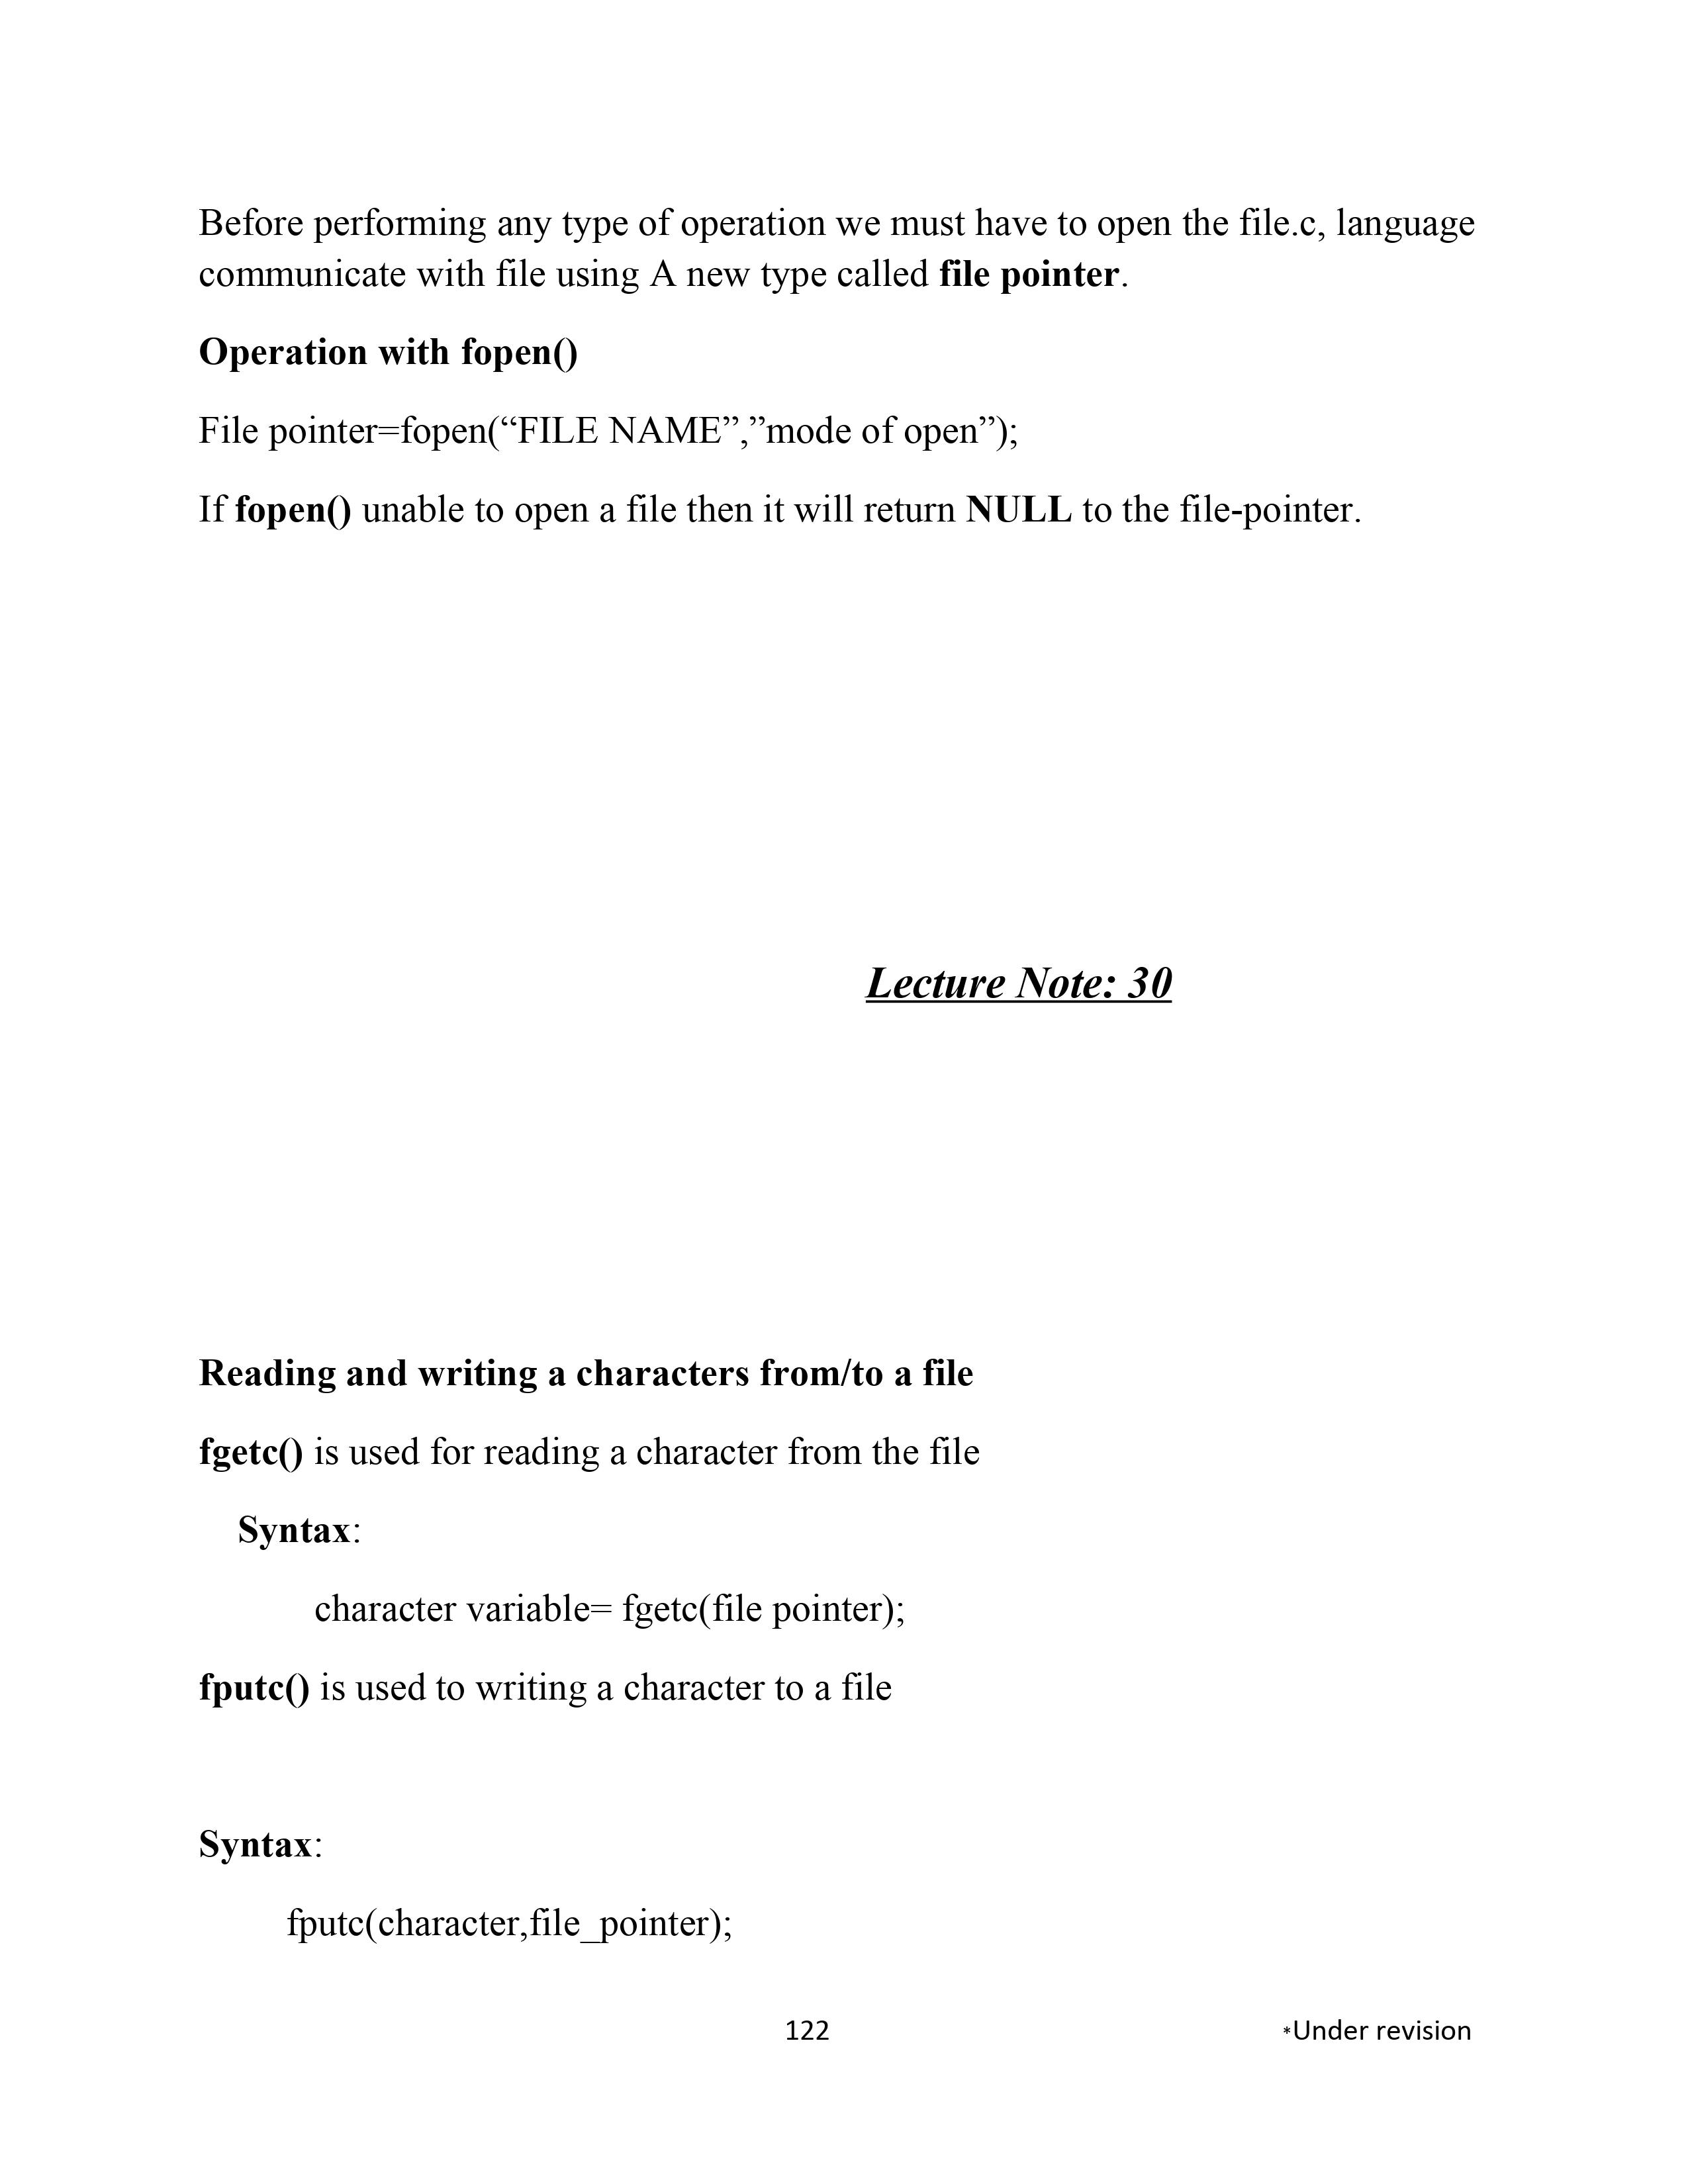 Before performing any type of operation we must have to open the file.c, language
communicate with file using A new type called file pointer.
Operation with fopen()
File pointer=fopen(“FILE NAME”,”mode of open”);
If fopen() unable to open a file then it will return NULL to the file-pointer.
Lecture Note: 30
Reading and writing a characters from/to a file
fgetc() is used for reading a character from the file
Syntax:
character variable= fgetc(file pointer);
fputc() is used to writing a character to a file
Syntax:
fputc(character,file_pointer);
122 *Under revision